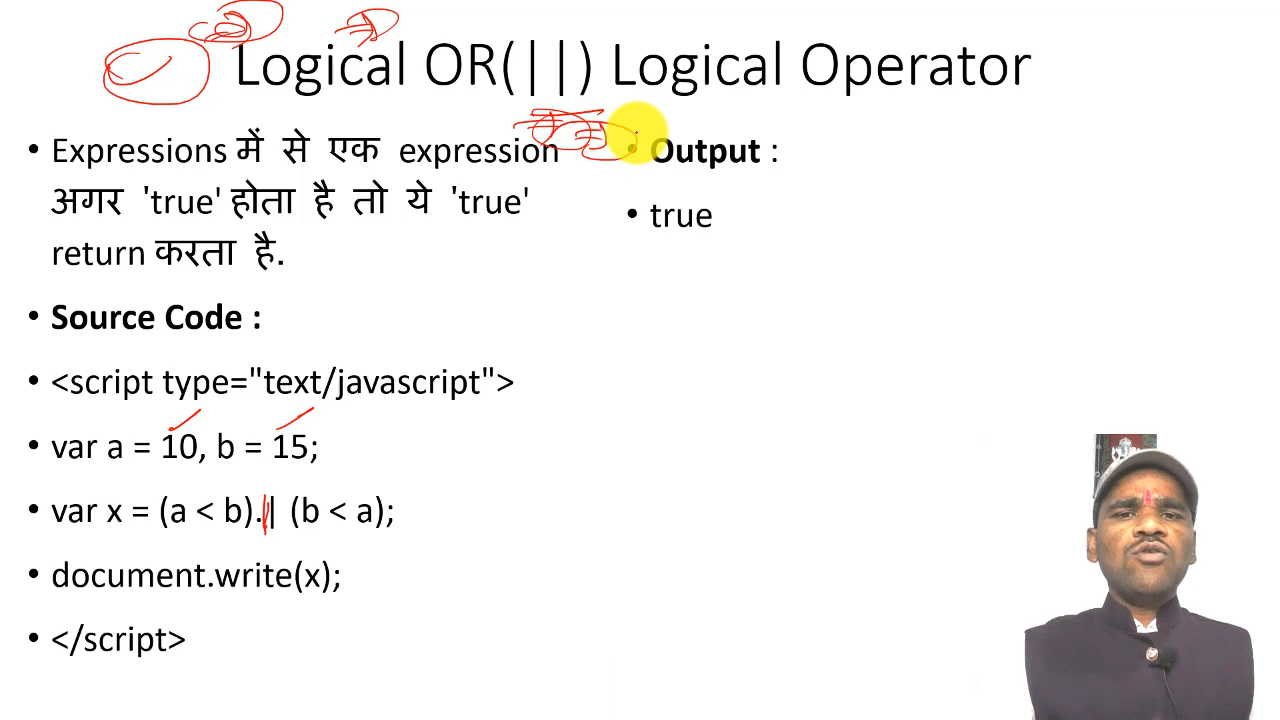 Logical OR(||) Logical Operator
• Expressions में से एक expression
अगर 'true' होता है तो ये 'true'
return करता है.
• Source Code :
• <script type="text/javascript">
• var a = 10, b = 15;
• var x = (a < b).|| (b < a);
• document.write(x);
• </script>
• Output :
• true